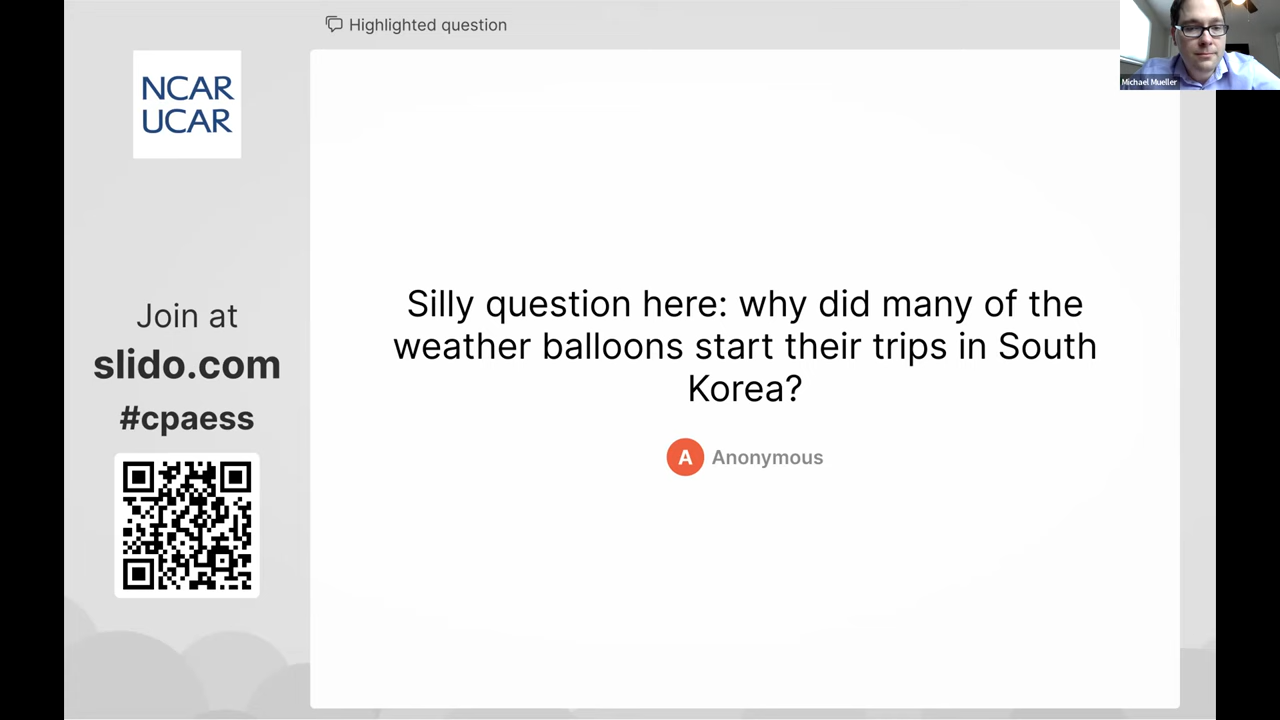 Highlighted question
Michael Mueller
NCAR
UCAR
Join at
slido.com
#cpaess
Silly question here: why did many of the
weather balloons start their trips in South
Korea?
A Anonymous